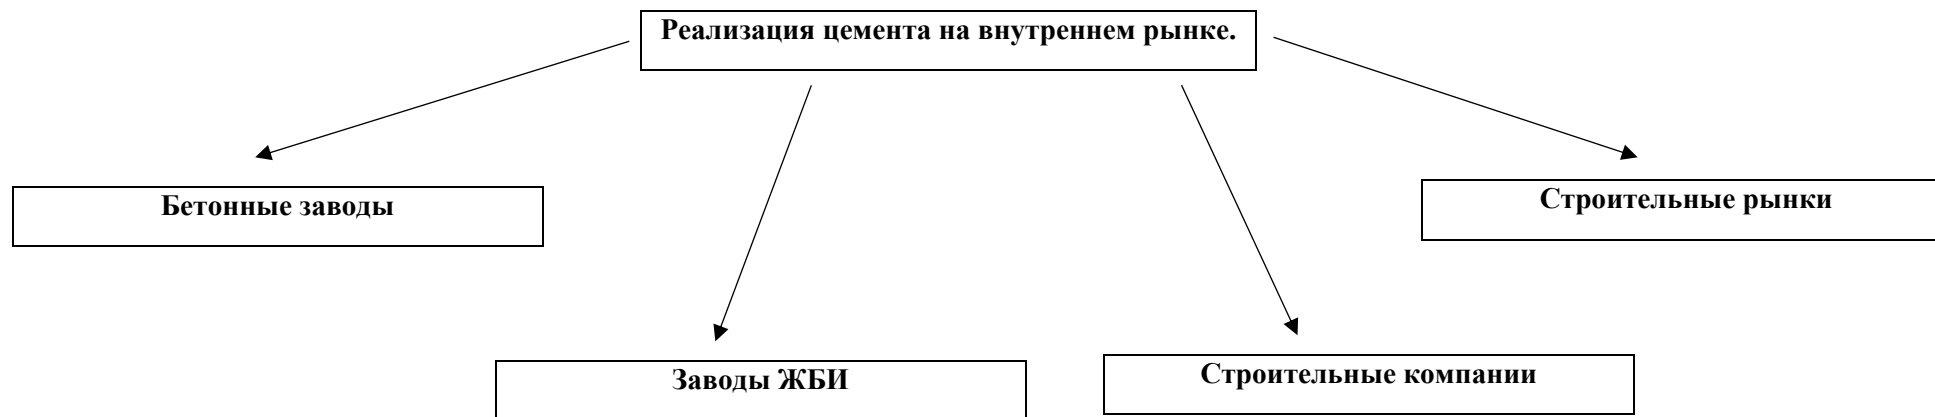 Реализация цемента на внутреннем рынке.
Бетонные заводы
Строительные рынки
Заводы ЖБИ
Строительные компании